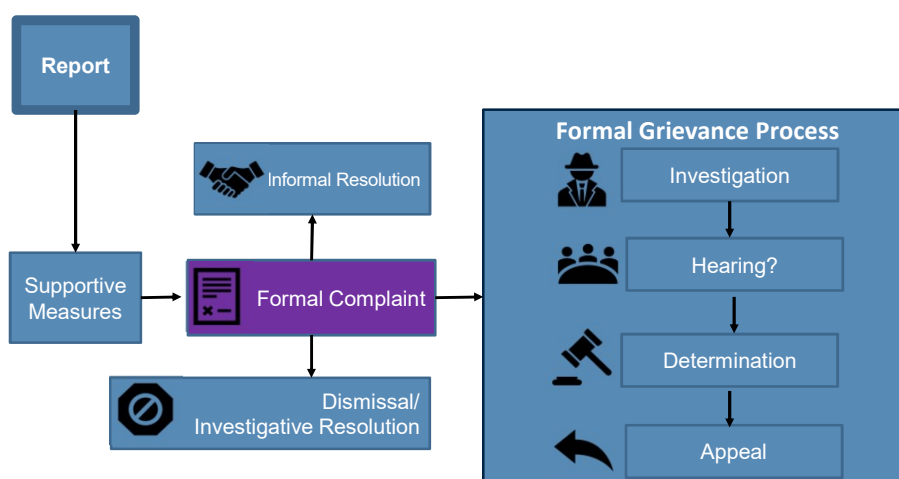 Report
Supportive
Measures
Informal Resolution
Formal Complaint
Dismissal/
Investigative Resolution
Formal Grievance Process
Investigation
Hearing?
Determination
Appeal